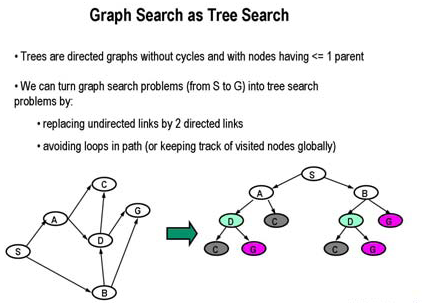 Graph Search as Tree Search
• Trees are directed graphs without cycles and with nodes having <= 1 parent
• We can turn graph search problems (from S to G) into tree search
problems by:
• replacing undirected links by 2 directed links
• avoiding loops in path (or keeping track of visited nodes globally)
C
G
A
D
S
B
S
A
B
D
C
D
G
C
G
C
G